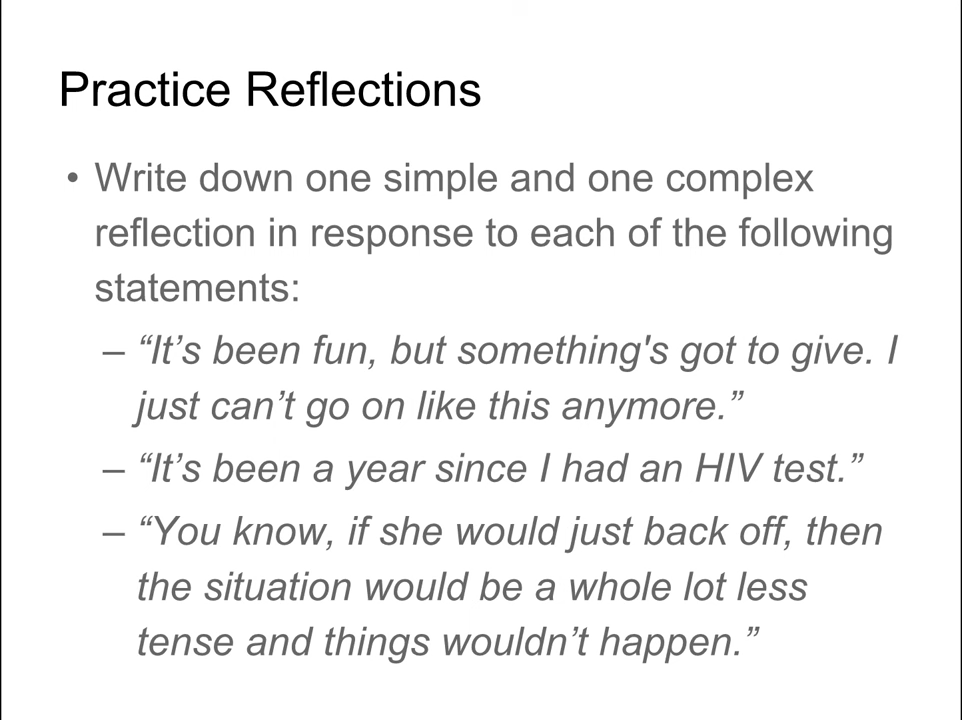 Practice Reflections
• Write down one simple and one complex
reflection in response to each of the following
statements:
– “It’s been fun, but something's got to give. I
just can’t go on like this anymore.”
– “It’s been a year since I had an HIV test.”
– “You know, if she would just back off, then
the situation would be a whole lot less
tense and things wouldn’t happen.”